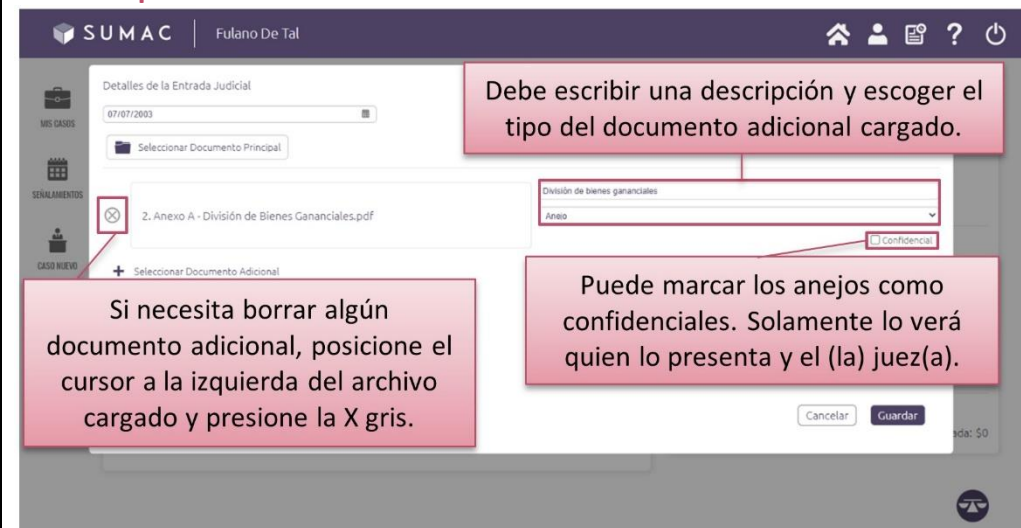 SUMAC | Fulano De Tal
?
Detalles de la Entrada Judicial
07/07/2003
Seleccionar Documento Principal
MIS CASOS
SEÑALAMIENTOS
CASO NUEVO
Debe escribir una descripción y escoger el
tipo del documento adicional cargado.
División de bienes gananciales
2. Anexo A - División de Bienes Gananciales.pdf
Anejo
Confidencial
Seleccionar Documento Adicional
Si necesita borrar algún
documento adicional, posicione el
cursor a la izquierda del archivo
cargado y presione la X gris.
Puede marcar los anejos como
confidenciales. Solamente lo verá
quien lo presenta y el (la) juez(a).
Cancelar
Guardar
ada: $0